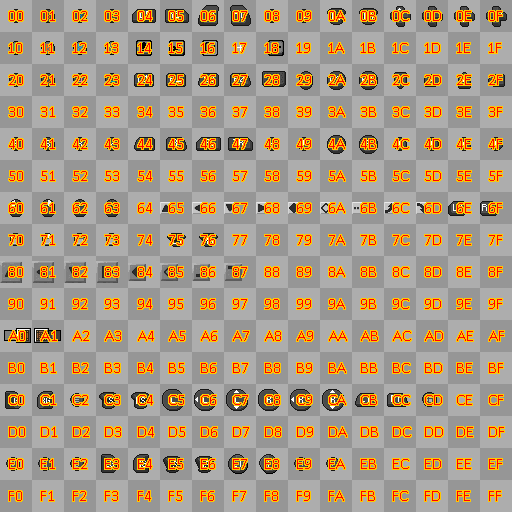 00 01 02 03 04 05 06 07 08 09 0A 0B 0C 0D 0E 0F
10 11 12 13 14 15 16 17 18 19 1A 1B 1C 1D 1E 1F
20 21 22 23 24 25 26 27 28 29 2A 2B 2C 2D 2E 2F
30 31 32 33 34 35 36 37 38 39 3A 3B 3C 3D 3E 3F
40 41 42 43 44 45 46 47 48 49 4A 4B 4C 4D 4E 4F
50 51 52 53 54 55 56 57 58 59 5A 5B 5C 5D 5E 5F
60 61 62 63 64 65 66 67 68 69 6A 6B 6C 6D 6E 6F
70 71 72 73 74 75 76 77 78 79 7A 7B 7C 7D 7E 7F
80 81 82 83 84 85 86 87 88 89 8A 8B 8C 8D 8E 8F
90 91 92 93 94 95 96 97 98 99 9A 9B 9C 9D 9E 9F
A0 A1 A2 A3 A4 A5 A6 A7 A8 A9 AA AB AC AD AE AF
B0 B1 B2 B3 B4 B5 B6 B7 B8 B9 BA BB BC BD BE BF
C0 C1 C2 C3 C4 C5 C6 C7 C8 C9 CA CB CC CD CE CF
D0 D1 D2 D3 D4 D5 D6 D7 D8 D9 DA DB DC DD DE DF
E0 E1 E2 E3 E4 E5 E6 E7 E8 E9 EA EB EC ED EE EF
F0 F1 F2 F3 F4 F5 F6 F7 F8 F9 FA FB FC FD FE FF